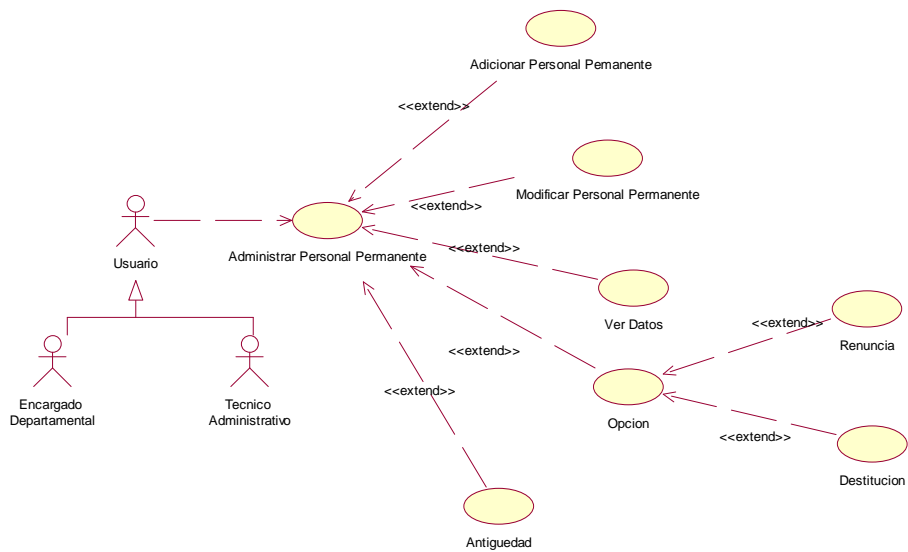 Adicionar Personal Pemanente
<<extend>>
Modificar Personal Permanente
<<extend>>
Usuario
Administrar Personal Permanente
<<extend>>
Ver Datos
Renuncia
<<extend>>
<<extend>>
Encargado
Departamental
Tecnico
Administrativo
<<extend>>
Opcion
<<extend>>
Destitucion
Antiguedad